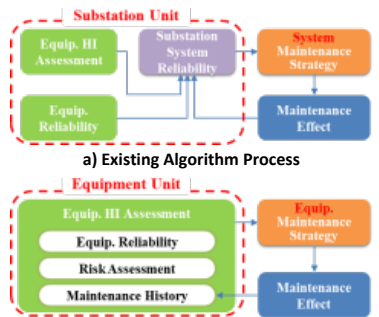 Substation Unit
Equip. HI
Assessment
Substation
System
Reliability
System
Maintenance
Strategy
Equip.
Reliability
Maintenance
Effect
a) Existing Algorithm Process
Equipment Unit
Equip. HI Assessment
Equip. Reliability
Risk Assessment
Maintenance History
Equip.
Maintenance
Strategy
Maintenance
Effect